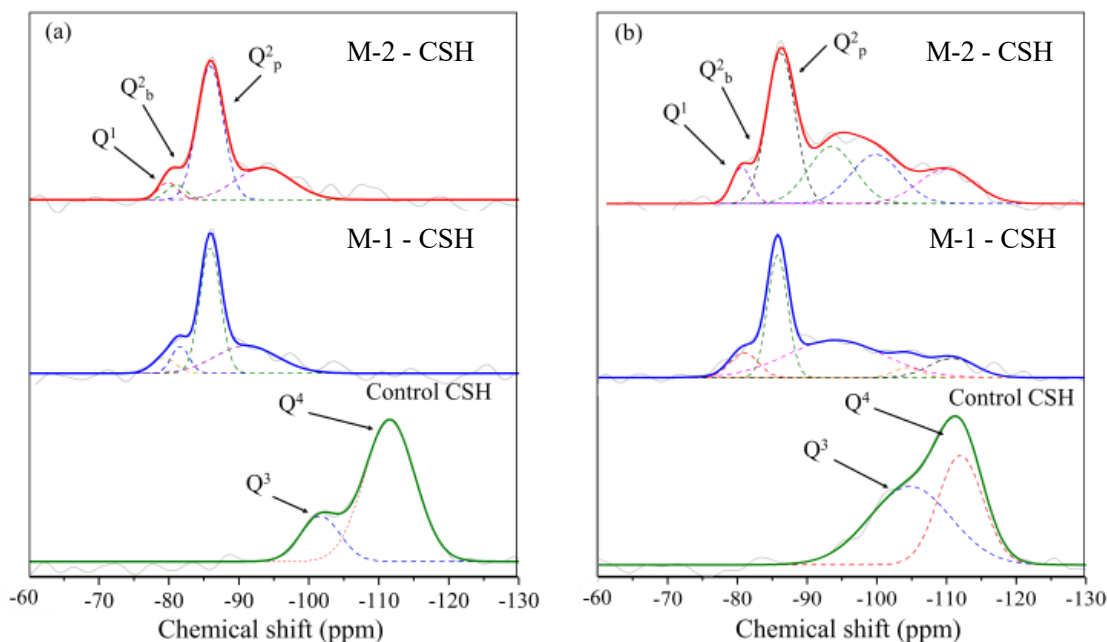 (a)
M-2 - CSH
Q²ₚ
Q²_b
Q¹
M-1 - CSH
Control CSH
Q⁴
Q³
-60 -70 -80 -90 -100 -110 -120 -130
Chemical shift (ppm)
(b)
M-2 - CSH
Q²ₚ
Q²_b
Q¹
M-1 - CSH
Control CSH
Q⁴
Q³
-60 -70 -80 -90 -100 -110 -120 -130
Chemical shift (ppm)